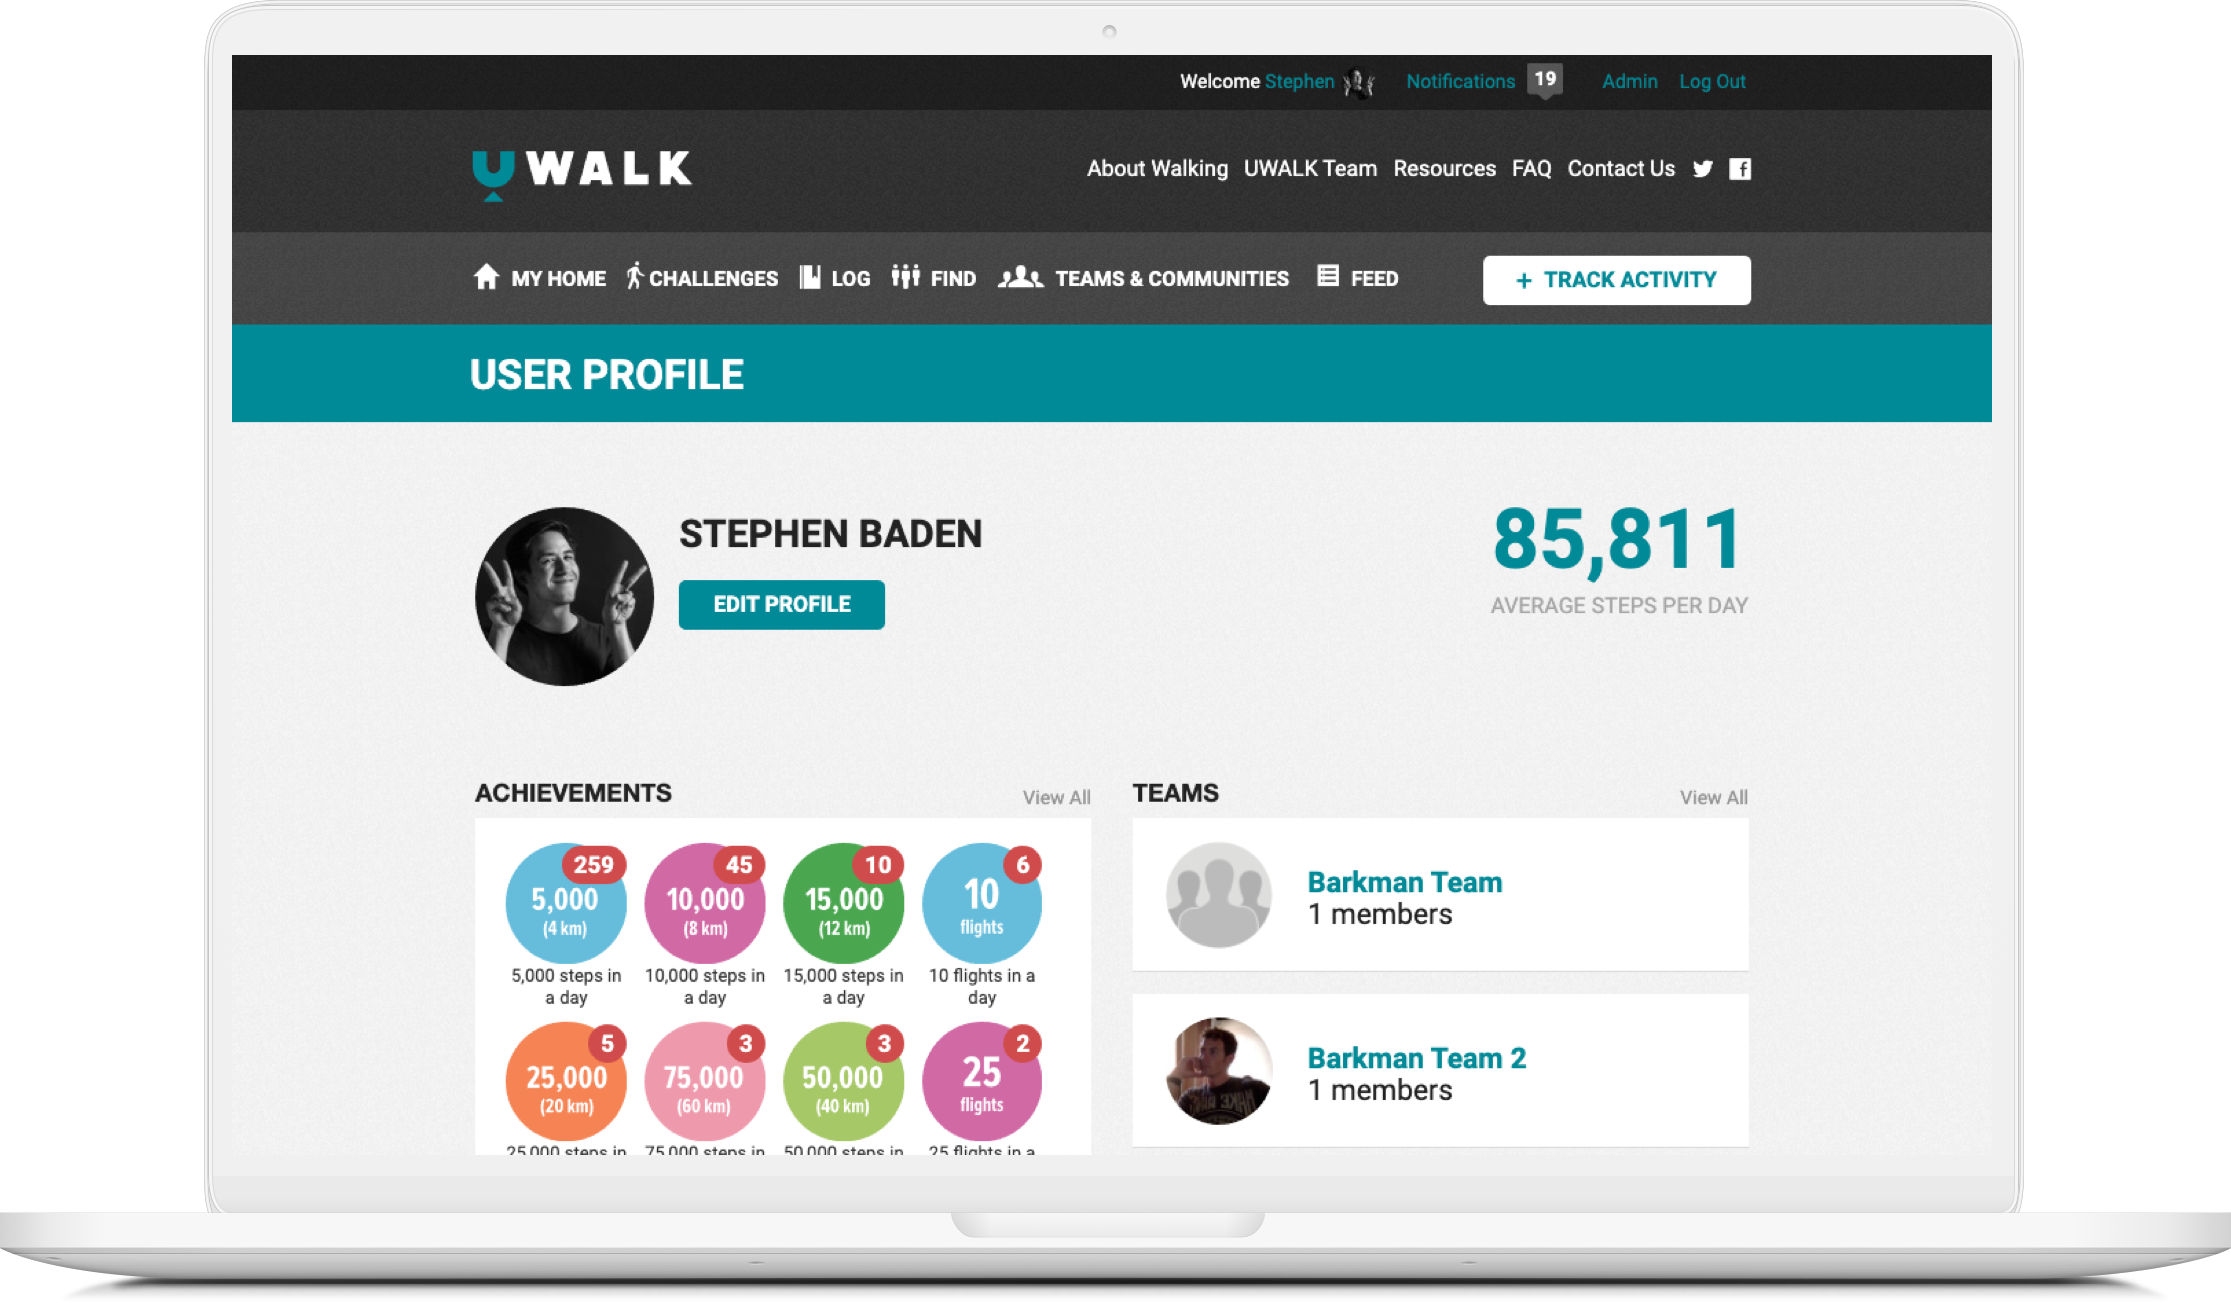 Welcome Stephen Notifications 19 Admin Log Out
UWALK
About Walking UWALK Team Resources FAQ Contact Us
MY HOME CHALLENGES LOG FIND TEAMS & COMMUNITIES FEED + TRACK ACTIVITY
USER PROFILE
STEPHEN BADEN
EDIT PROFILE
85,811
AVERAGE STEPS PER DAY
ACHIEVEMENTS View All
259 45 10 6
5,000 10,000 15,000 10
(4 km) (8 km) (12 km) flights
5,000 steps in 10,000 steps in 15,000 steps in 10 flights in a
a day a day a day day
5 3 3 2
25,000 75,000 50,000 25
(20 km) (60 km) (40 km) flights
25,000 steps in 75,000 steps in 50,000 steps in 25 flights in a
TEAMS View All
Barkman Team
1 members
Barkman Team 2
1 members